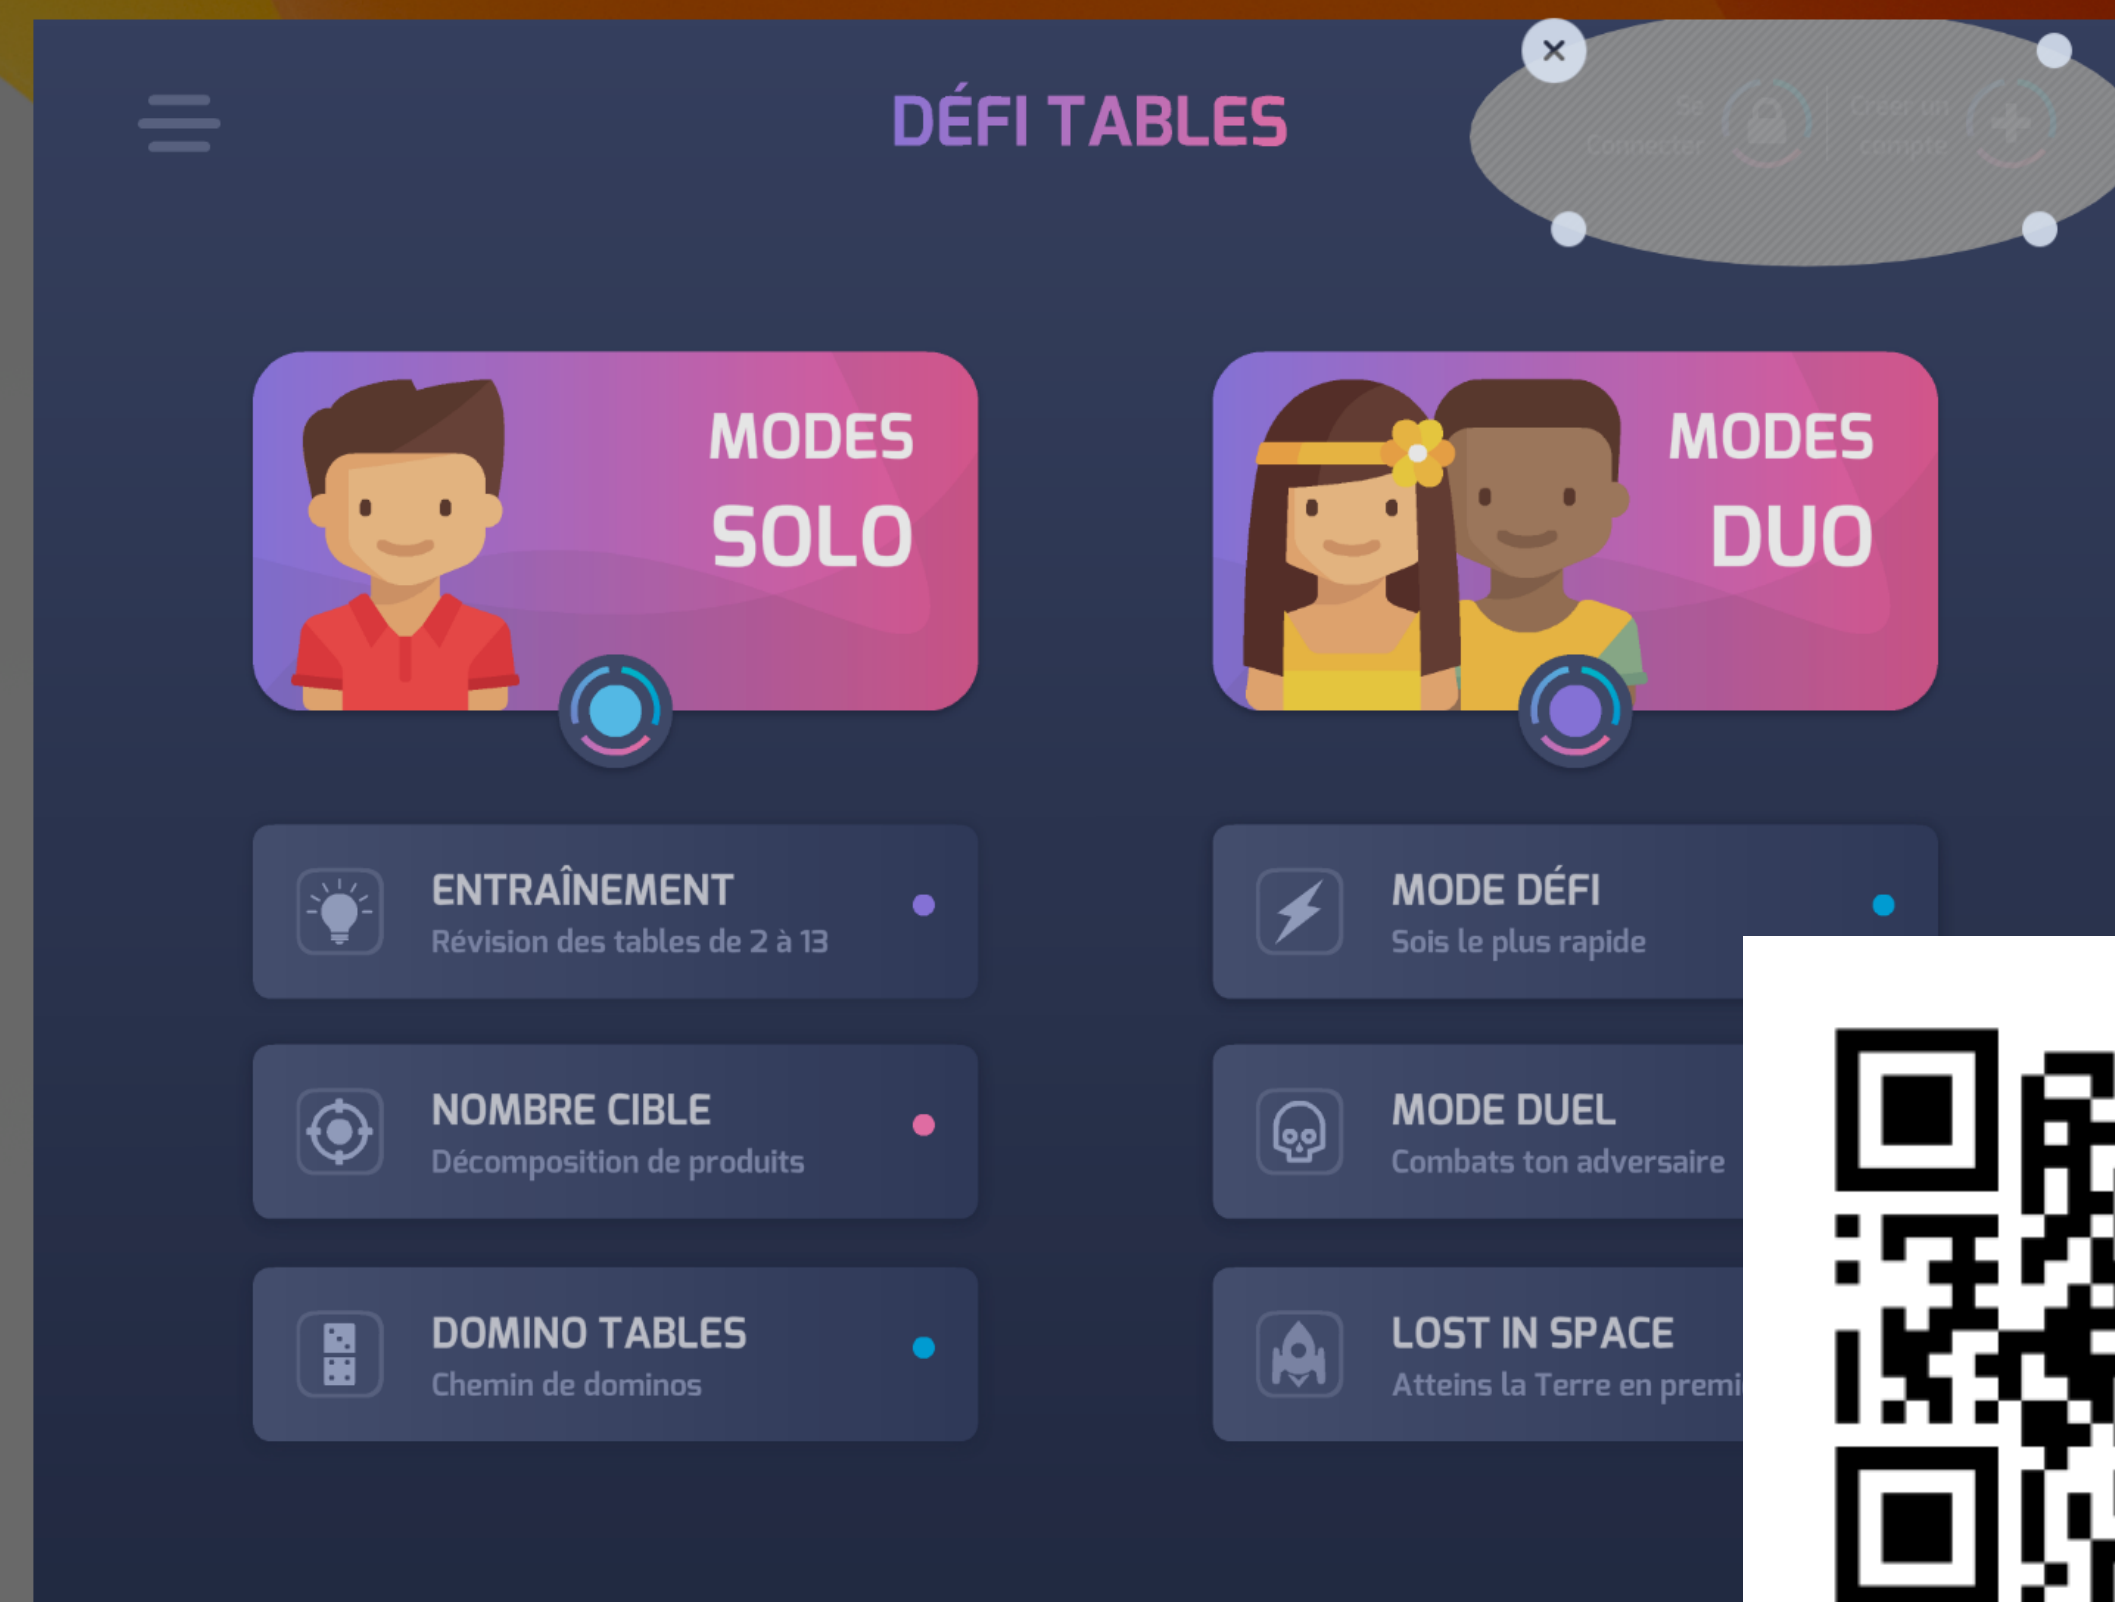 DÉFI TABLES
Connecter
compte
MODES
SOLO
MODES
DUO
ENTRAÎNEMENT
Révision des tables de 2 à 13
NOMBRE CIBLE
Décomposition de produits
DOMINO TABLES
Chemin de dominos
MODE DÉFI
Sois le plus rapide
MODE DUEL
Combats ton adversaire
LOST IN SPACE
Atteins la Terre en premi